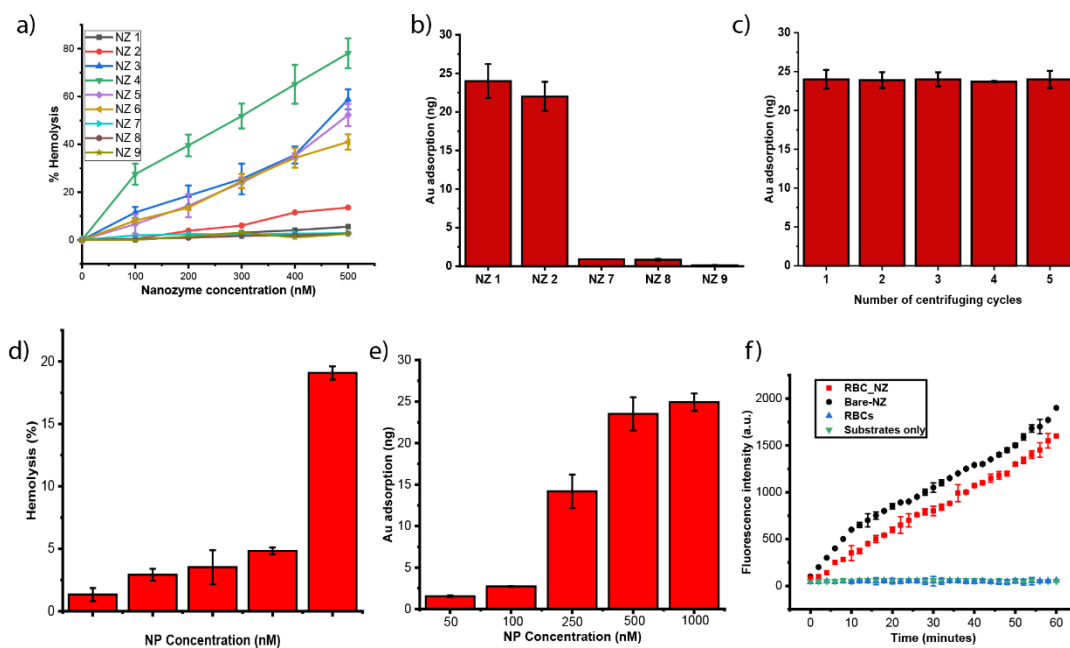 a)
NZ 1
NZ 2
NZ 3
NZ 4
NZ 5
NZ 6
NZ 7
NZ 8
NZ 9
% Hemolysis
80
60
40
20
0
0 100 200 300 400 500
Nanozyme concentration (nM)
b)
Au adsorption (ng)
30
25
20
15
10
5
0
NZ 1 NZ 2 NZ 7 NZ 8 NZ 9
c)
Au adsorption (ng)
30
25
20
15
10
5
0
1 2 3 4 5
Number of centrifuging cycles
d)
Hemolysis (%)
20
15
10
5
0
NP Concentration (nM)
e)
Au adsorption (ng)
30
25
20
15
10
5
0
50 100 250 500 1000
NP Concentration (nM)
f)
RBC_NZ
Bare-NZ
RBCs
Substrates only
Fluorescence intensity (a.u.)
2000
1500
1000
500
0
0 10 20 30 40 50 60
Time (minutes)